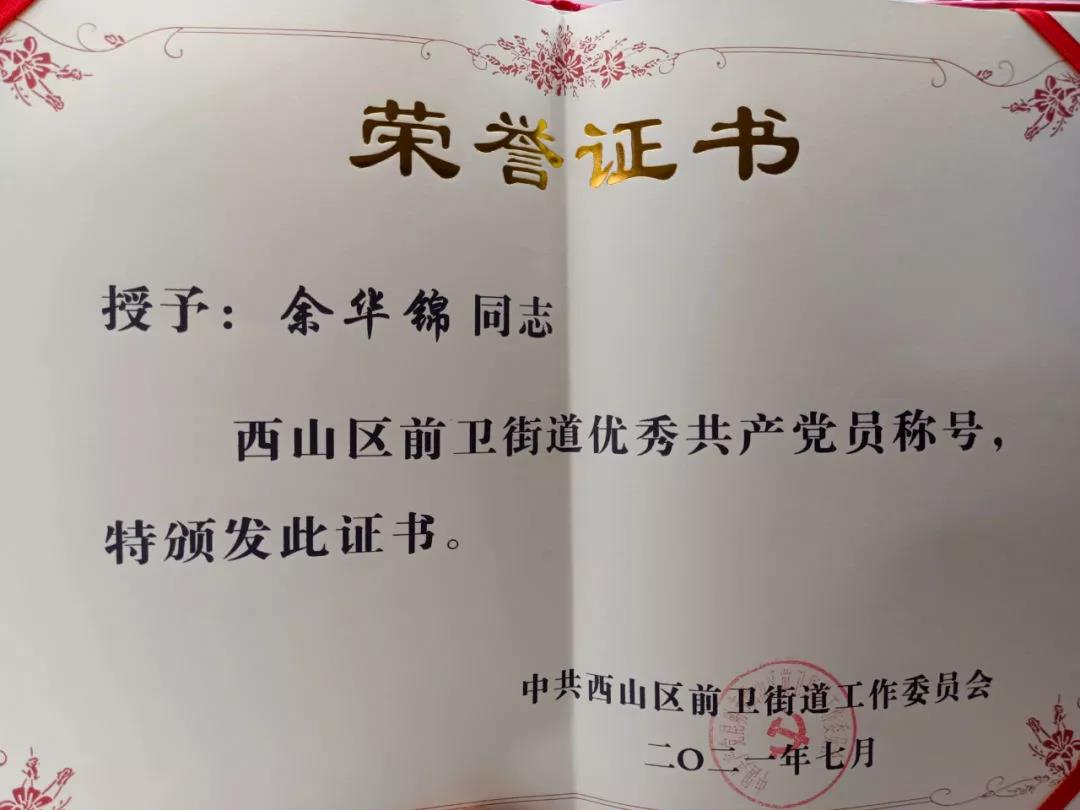 荣誉证书
授予：余华锦同志
西山区前卫街道优秀共产党员称号，
特颁发此证书。
中共西山区前卫街道工作委员会
二〇二一年七月